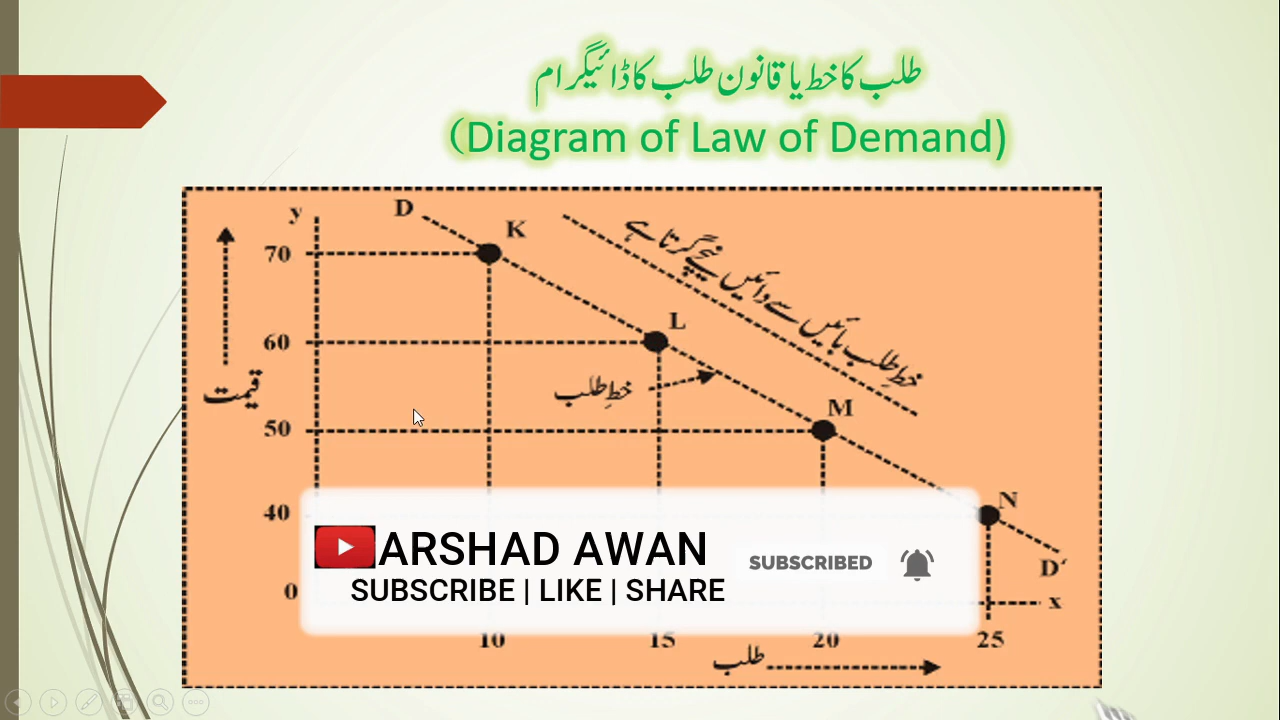 طلب کا خط یا قانون طلب کا ڈائیگرام
(Diagram of Law of Demand)
y
D
K
70
خطِ طلب بائیں سے دائیں نیچے گرتا ہے
L
60
خطِ طلب
قیمت
M
50
N
40
ARSHAD AWAN
SUBSCRIBED
SUBSCRIBE | LIKE | SHARE
D′
0
x
10 15 20 25
طلب